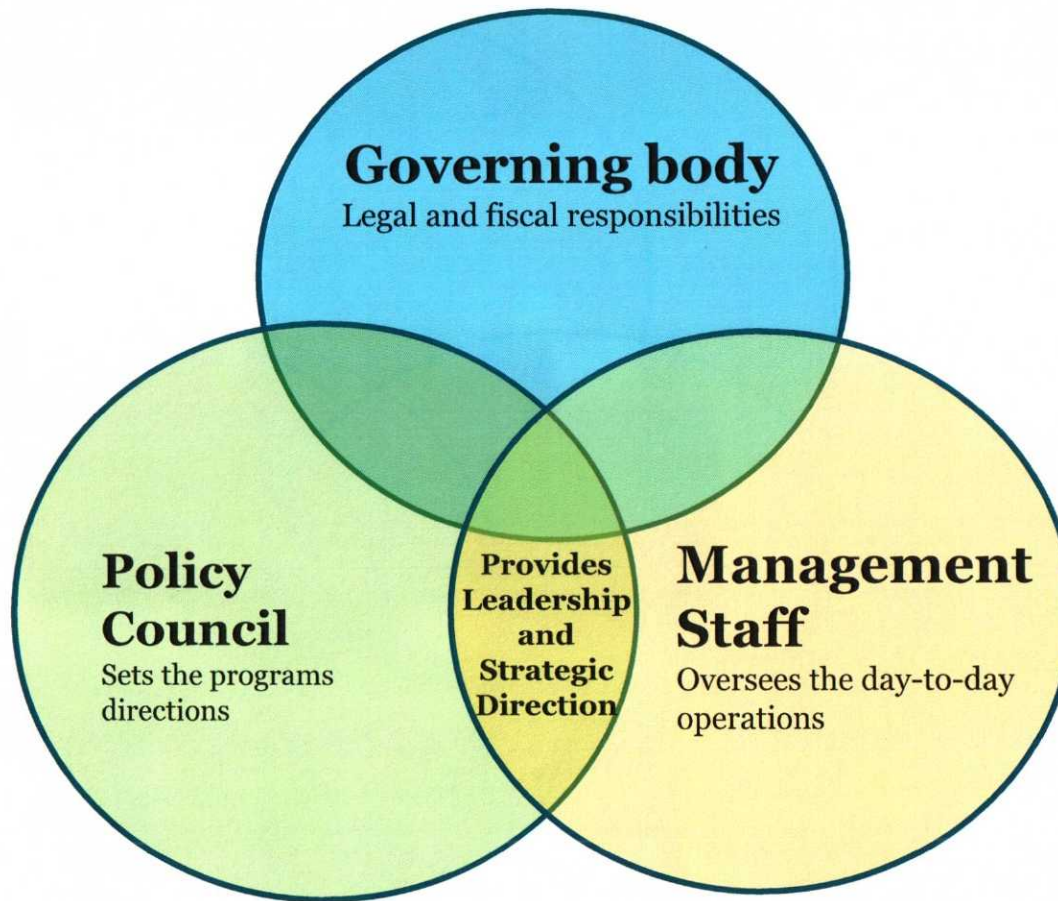 Governing body
Legal and fiscal responsibilities
Policy
Council
Sets the programs
directions
Provides
Leadership
and
Strategic
Direction
Management
Staff
Oversees the day-to-day
operations